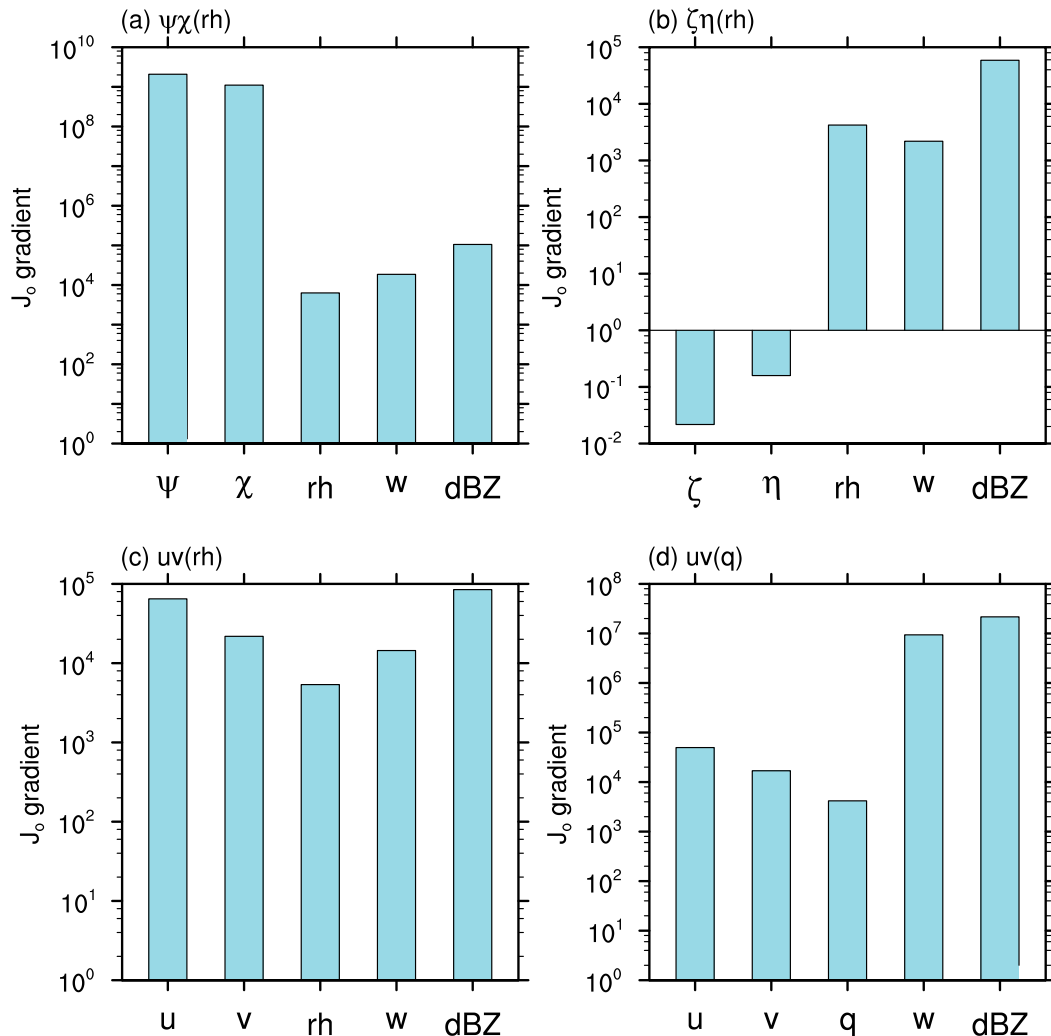 (a) ψχ(rh)
10^10
10^8
10^6
10^4
10^2
10^0
J_o gradient
ψ χ rh w dBZ
(b) ζη(rh)
10^5
10^4
10^3
10^2
10^1
10^0
10^-1
10^-2
J_o gradient
ζ η rh w dBZ
(c) uv(rh)
10^5
10^4
10^3
10^2
10^1
10^0
J_o gradient
u v rh w dBZ
(d) uv(q)
10^8
10^7
10^6
10^5
10^4
10^3
10^2
10^1
10^0
J_o gradient
u v q w dBZ